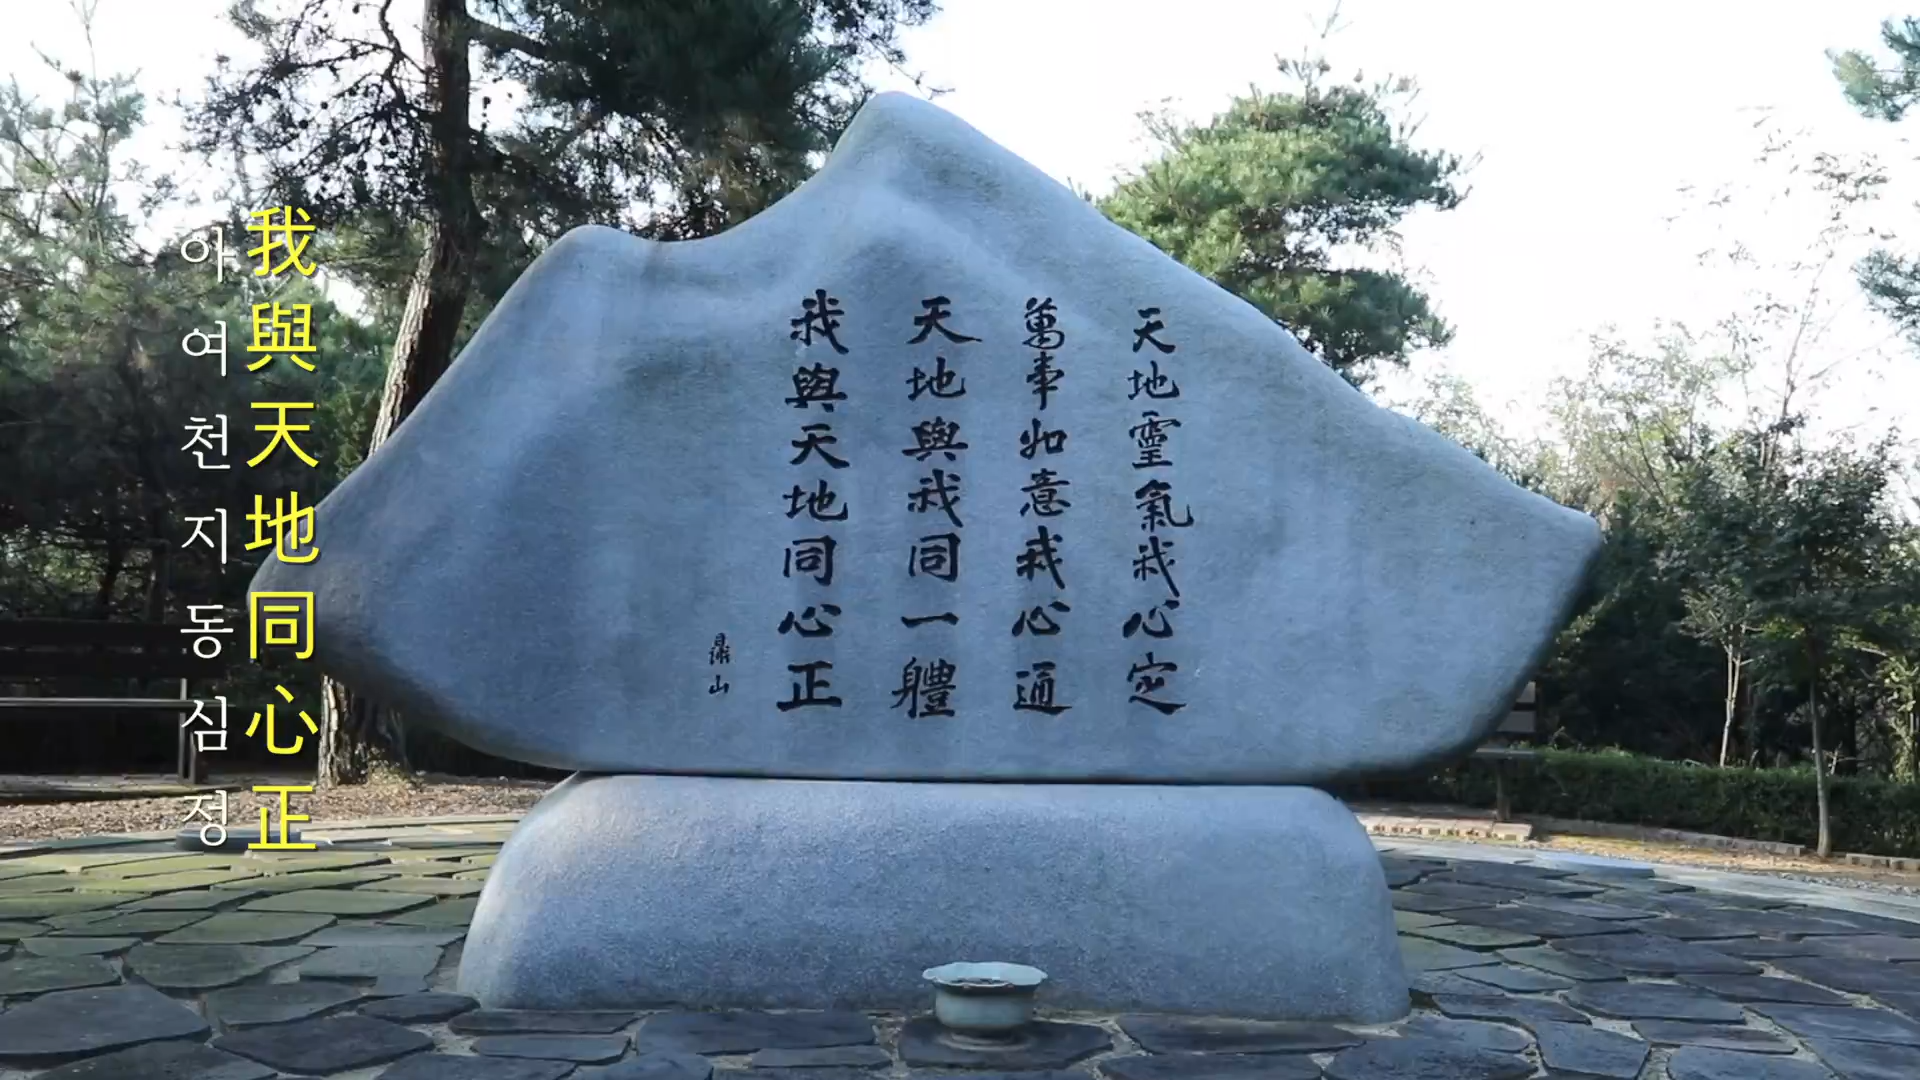 天地靈氣我心定
萬事如意我心通
天地與我同一體
我與天地同心正
鼎山
我與天地同心正
아여천지동심정